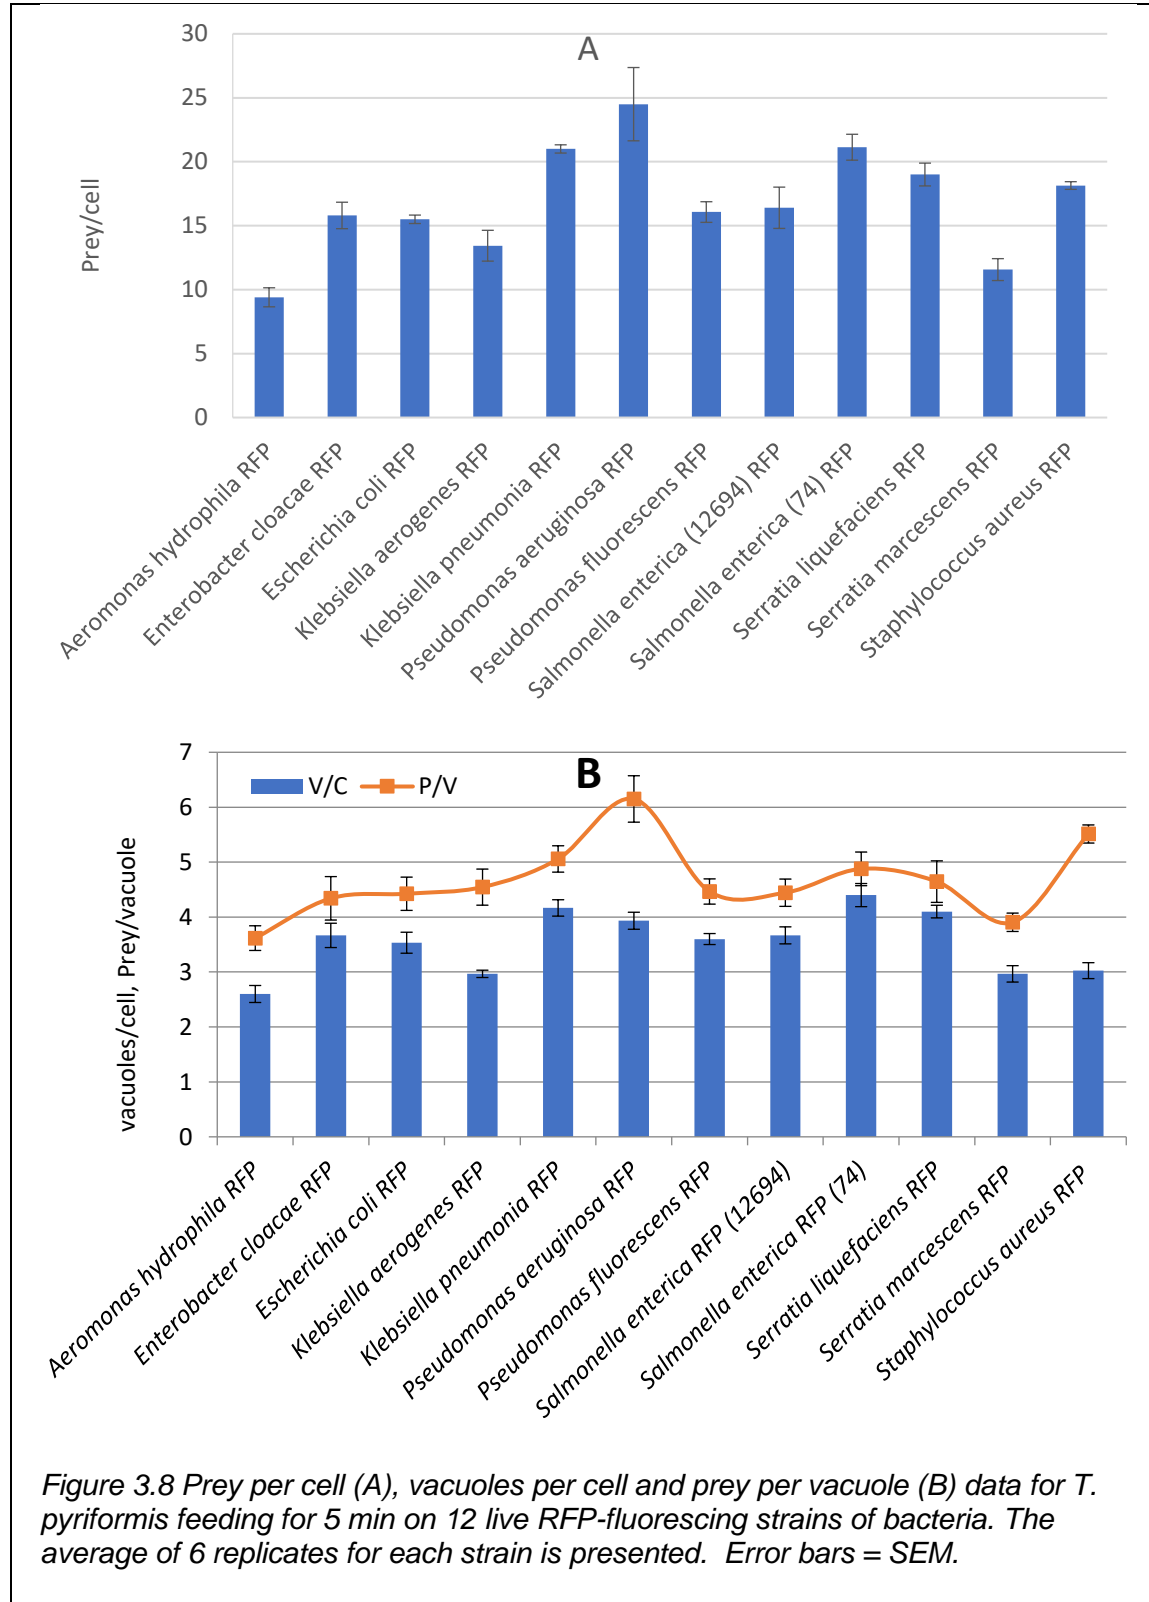 30
25
20
15
10
5
0
Prey/cell
A
Aeromonas hydrophila RFP
Enterobacter cloacae RFP
Escherichia coli RFP
Klebsiella aerogenes RFP
Klebsiella pneumonia RFP
Pseudomonas aeruginosa RFP
Pseudomonas fluorescens RFP
Salmonella enterica (12694) RFP
Salmonella enterica (74) RFP
Serratia liquefaciens RFP
Serratia marcescens RFP
Staphylococcus aureus RFP
7
6
5
4
3
2
1
0
vacuoles/cell, Prey/vacuole
V/C
P/V
B
Aeromonas hydrophila RFP
Enterobacter cloacae RFP
Escherichia coli RFP
Klebsiella aerogenes RFP
Klebsiella pneumonia RFP
Pseudomonas aeruginosa RFP
Pseudomonas fluorescens RFP
Salmonella enterica RFP (12694)
Salmonella enterica RFP (74)
Serratia liquefaciens RFP
Serratia marcescens RFP
Staphylococcus aureus RFP
Figure 3.8 Prey per cell (A), vacuoles per cell and prey per vacuole (B) data for T.
pyriformis feeding for 5 min on 12 live RFP-fluorescing strains of bacteria. The
average of 6 replicates for each strain is presented.  Error bars = SEM.